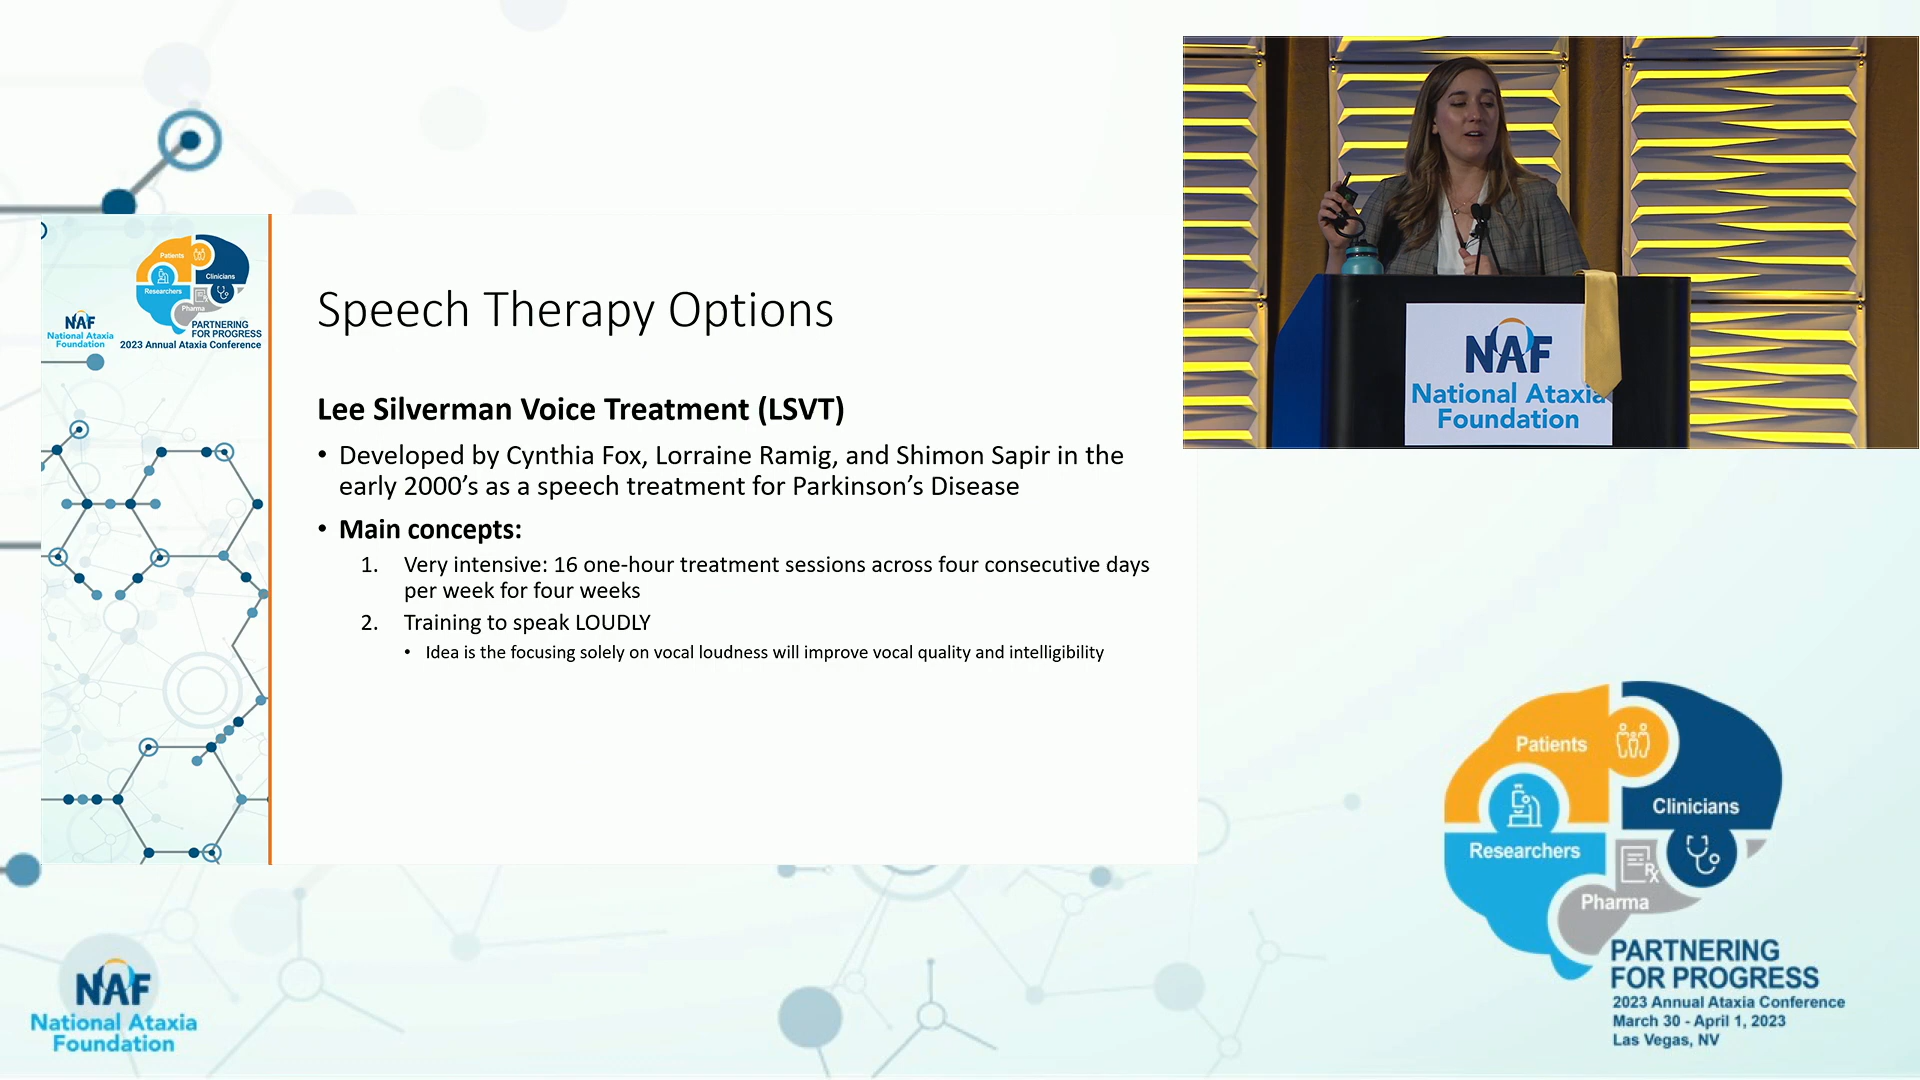 Patients
Clinicians
Researchers
Pharma
NAF
National Ataxia
Foundation
PARTNERING
FOR PROGRESS
2023 Annual Ataxia Conference
Speech Therapy Options
Lee Silverman Voice Treatment (LSVT)
• Developed by Cynthia Fox, Lorraine Ramig, and Shimon Sapir in the
early 2000's as a speech treatment for Parkinson's Disease
• Main concepts:
1. Very intensive: 16 one-hour treatment sessions across four consecutive days
per week for four weeks
2. Training to speak LOUDLY
• Idea is the focusing solely on vocal loudness will improve vocal quality and intelligibility
NAF
National Ataxia
Foundation
Patients
Clinicians
Researchers
Rx
Pharma
PARTNERING
FOR PROGRESS
2023 Annual Ataxia Conference
March 30 - April 1, 2023
Las Vegas, NV
NAF
National Ataxia
Foundation